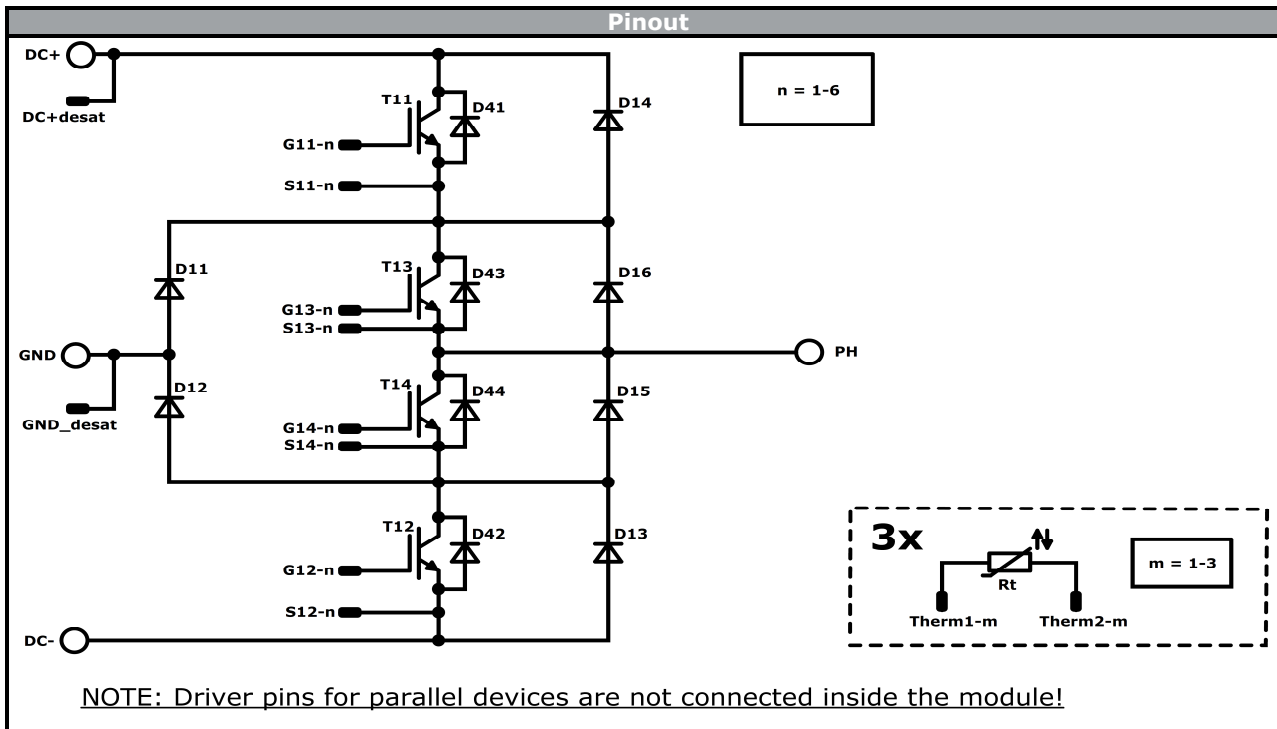 Pinout
DC+
DC+desat
T11
D41
D14
n = 1-6
G11-n
S11-n
D11
T13
D43
D16
G13-n
S13-n
GND
PH
D12
T14
D44
D15
GND_desat
G14-n
S14-n
T12
D42
D13
G12-n
S12-n
DC-
3x
m = 1-3
Rt
Therm1-m
Therm2-m
NOTE: Driver pins for parallel devices are not connected inside the module!